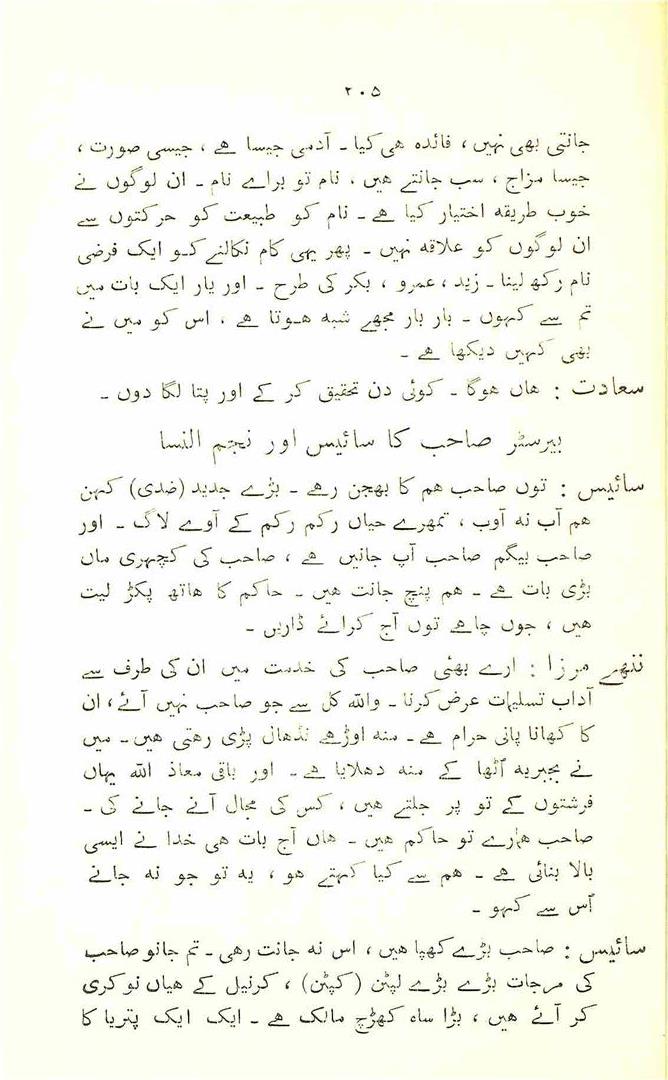 ۲۰۵
جانتی بھی نہیں ، فائدہ ھی کیا ۔ آدمی جیسا ھے ، جیسی صورت ،
جیسا مزاج ، سب جانتے ھیں ، نام تو براے نام ۔ ان لوگوں نے
خوب طریقہ اختیار کیا ھے ۔ نام کو طبیعت کو حرکتوں سے
ان لوگوں کو علاقہ نہیں ۔ پھر یہی کام نکالنے کو ایک فرضی
نام رکھ لینا ۔ زید ، عمرو ، بکر کی طرح ۔ اور یار ایک بات میں
تم سے کہوں ۔ بار بار مجھے شبہ ھوتا ھے ، اس کو میں نے
بھی کہیں دیکھا ھے ۔
سعادت : ھاں ھوگا ۔ کوئی دن تحقیق کر کے اور پتا لگا دوں ۔
بیرسٹر صاحب کا سائیس اور نجم النسا
سائیس : توں صاحب ھم کا بھجن رھے ۔ بڑے جدید (ضدی) کہن
ھم آپ نہ آوب ، تمھرے حیاں رکم رکم کے آوے لاگ ۔ اور
صاحب بیگم صاحب آپ جانیں ھے ، صاحب کی کچہری ماں
بڑی بات ھے ۔ ھم پنچ جانت ھیں ۔ حاکم کا ھاتھ پکڑ لیت
ھیں ، جوں چاھے توں آج کرائے ڈاریں ۔
ننھے مرزا : ارے بھئی صاحب کی خدمت میں ان کی طرف سے
آداب تسلیمات عرض کرنا ۔ واللہ کل سے جو صاحب نہیں آئے ، ان
کا کھانا پانی حرام ھے ۔ منہ اوڑھے نڈھال پڑی رھتی ھیں ۔ میں
نے بجبریہ اُٹھا کے منہ دھلایا ھے ۔ اور باقی معاذ اللہ یہاں
فرشتوں کے تو پر جلتے ھیں ، کس کی مجال آنے جانے کی ۔
صاحب ھمارے تو حاکم ھیں ۔ ھاں آج بات ھی خدا نے ایسی
بالا بنائی ھے ۔ ھم سے کیا کہتے ھو ، یہ تو جو نہ جانے
اُس سے کہو ۔
سائیس : صاحب بڑے کھپا ھیں ، اس نہ جانت رھی ۔ تم جانو صاحب
کی مرجات بڑے بڑے لپٹن (کپٹن) ، کرنیل کے ھیاں نوکری
کر آئے ھیں ، بڑا ساہ کھڑچ مالک ھے ۔ ایک ایک پتریا کا